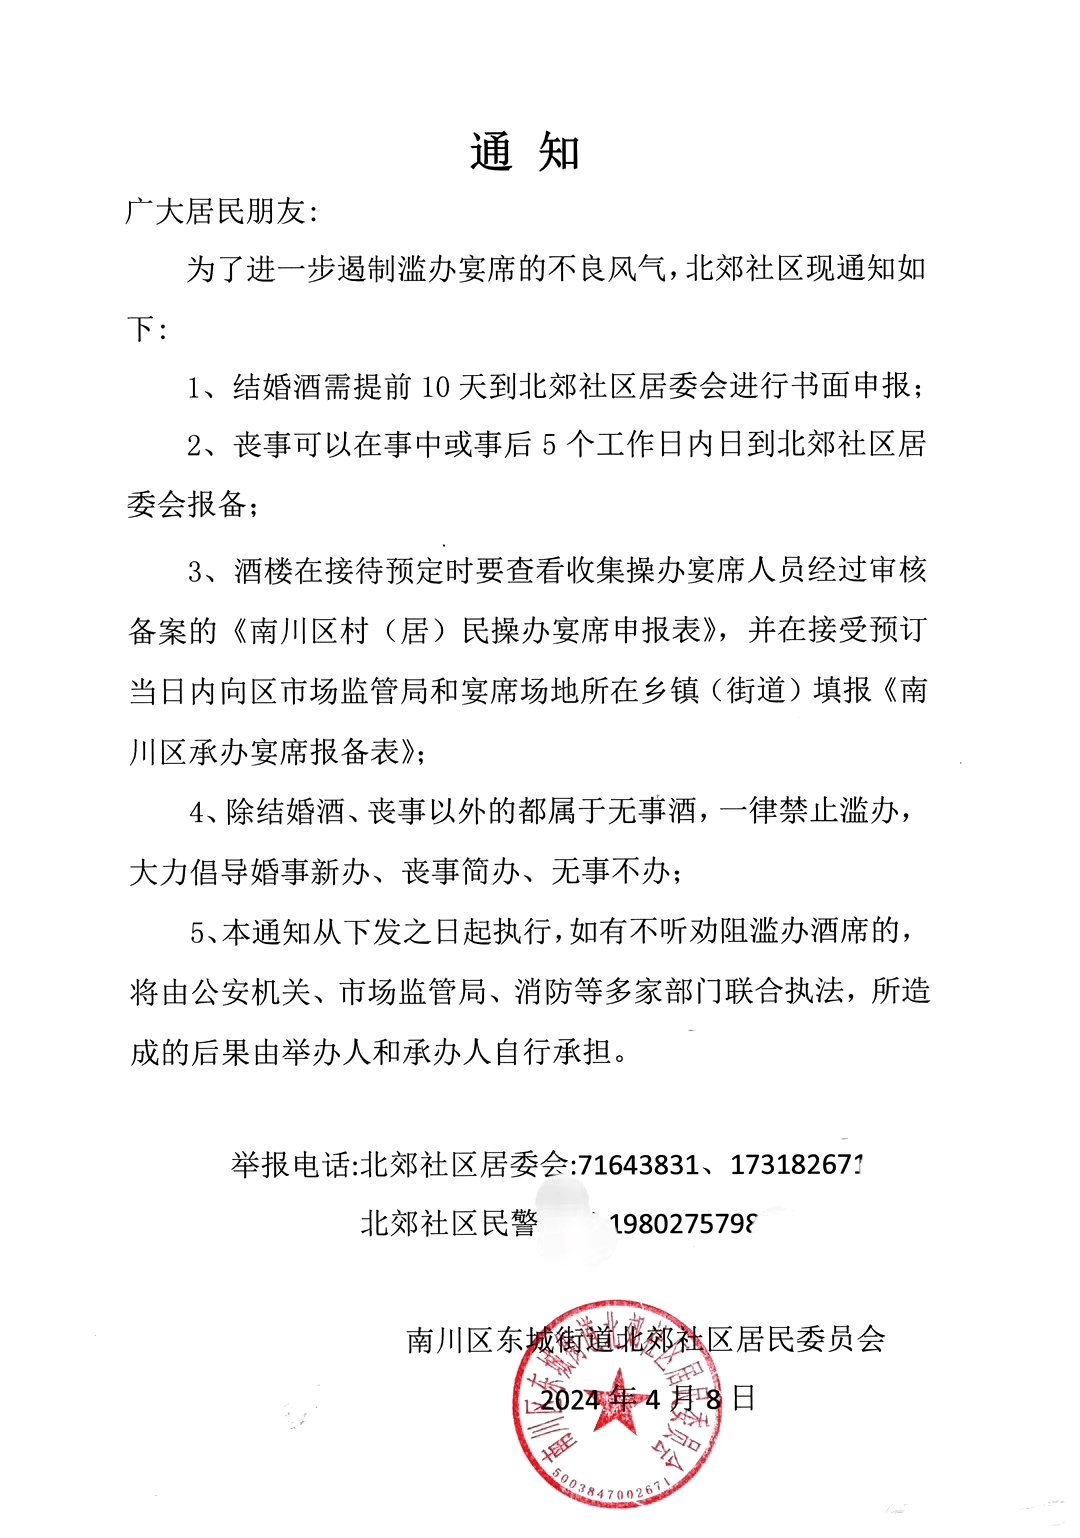 通 知
广大居民朋友:
为了进一步遏制滥办宴席的不良风气,北郊社区现通知如
下:
1、结婚酒需提前 10 天到北郊社区居委会进行书面申报;
2、丧事可以在事中或事后 5 个工作日内日到北郊社区居
委会报备;
3、酒楼在接待预定时要查看收集操办宴席人员经过审核
备案的《南川区村（居）民操办宴席申报表》, 并在接受预订
当日内向区市场监管局和宴席场地所在乡镇（街道）填报《南
川区承办宴席报备表》;
4、除结婚酒、丧事以外的都属于无事酒, 一律禁止滥办,
大力倡导婚事新办、丧事简办、无事不办;
5、本通知从下发之日起执行, 如有不听劝阻滥办酒席的,
将由公安机关、市场监管局、消防等多家部门联合执法, 所造
成的后果由举办人和承办人自行承担。
举报电话:北郊社区居委会:71643831、173182671
北郊社区民警 1980275798
南川区东城街道北郊社区居民委员会
2024 年 4 月 8 日
南川区东城街道北郊社区居民委员会
5003847002671